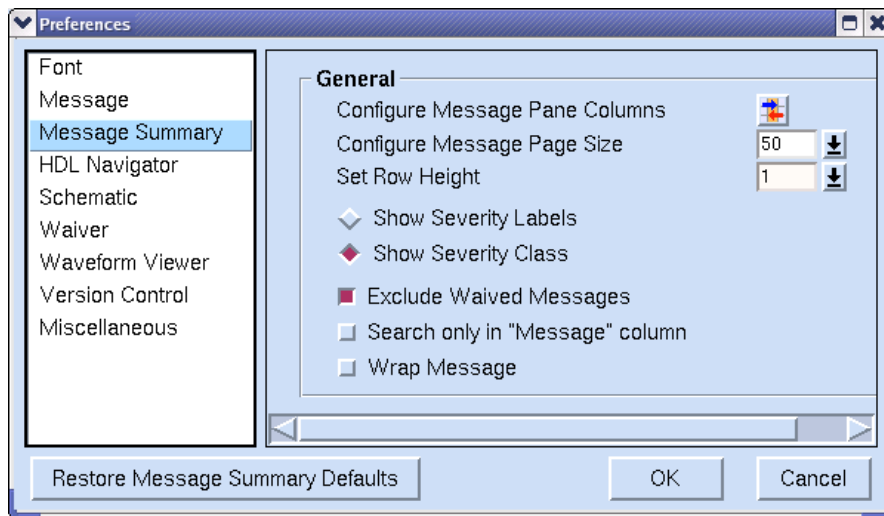 Preferences
Font
Message
Message Summary
HDL Navigator
Schematic
Waiver
Waveform Viewer
Version Control
Miscellaneous
General
Configure Message Pane Columns
Configure Message Page Size 50
Set Row Height 1
Show Severity Labels
Show Severity Class
Exclude Waived Messages
Search only in "Message" column
Wrap Message
Restore Message Summary Defaults OK Cancel